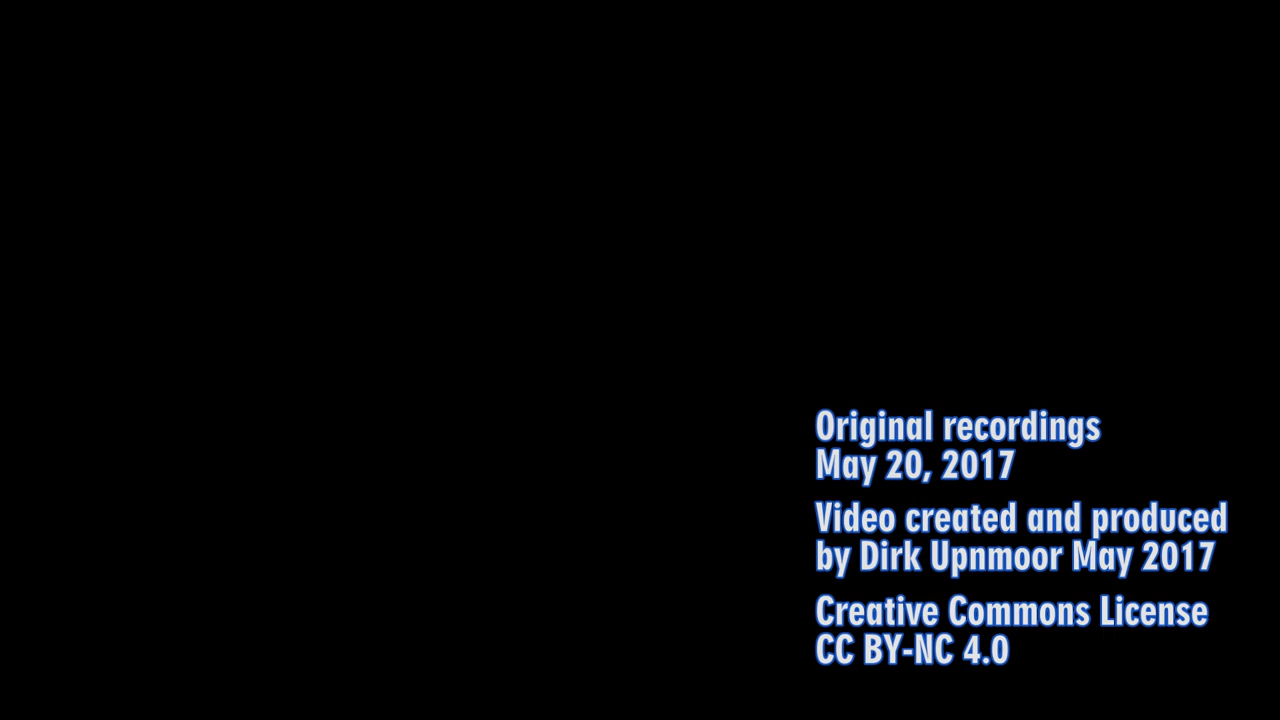 Original recordings
May 20, 2017
Video created and produced
by Dirk Upnmoor May 2017
Creative Commons License
CC BY-NC 4.0